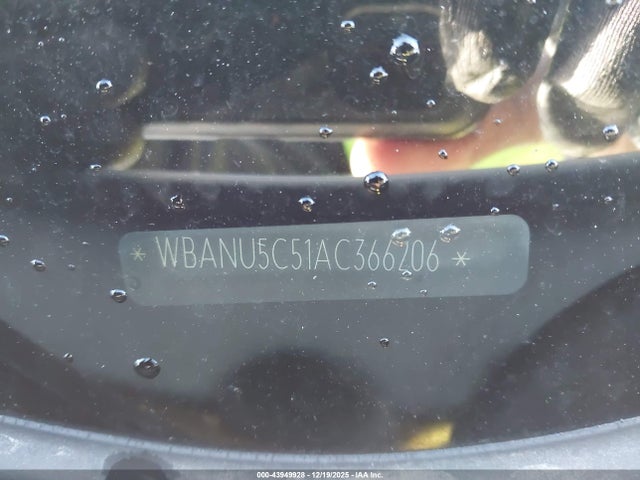 * WBANU5C51AC366206 *
000-43949928 - 12/19/2025 - IAA Inc.